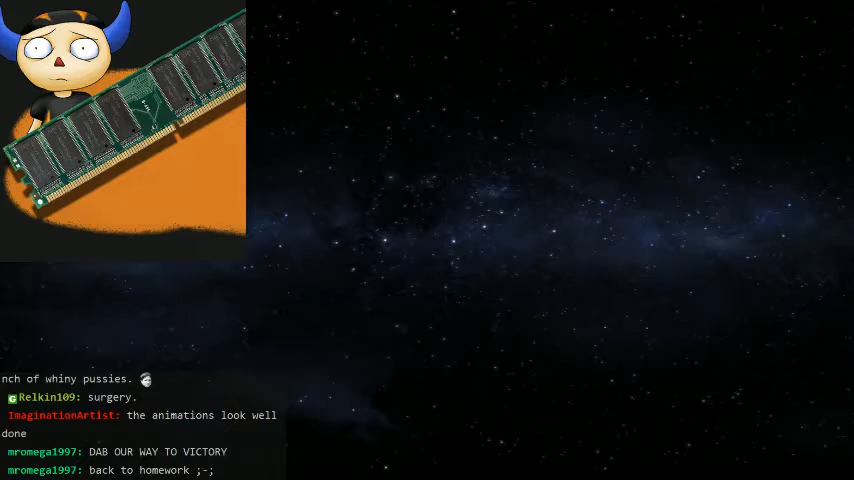 nch of whiny pussies.
G Relkin109: surgery.
ImaginationArtist: the animations look well
done
mromega1997: DAB OUR WAY TO VICTORY
mromega1997: back to homework ;-;